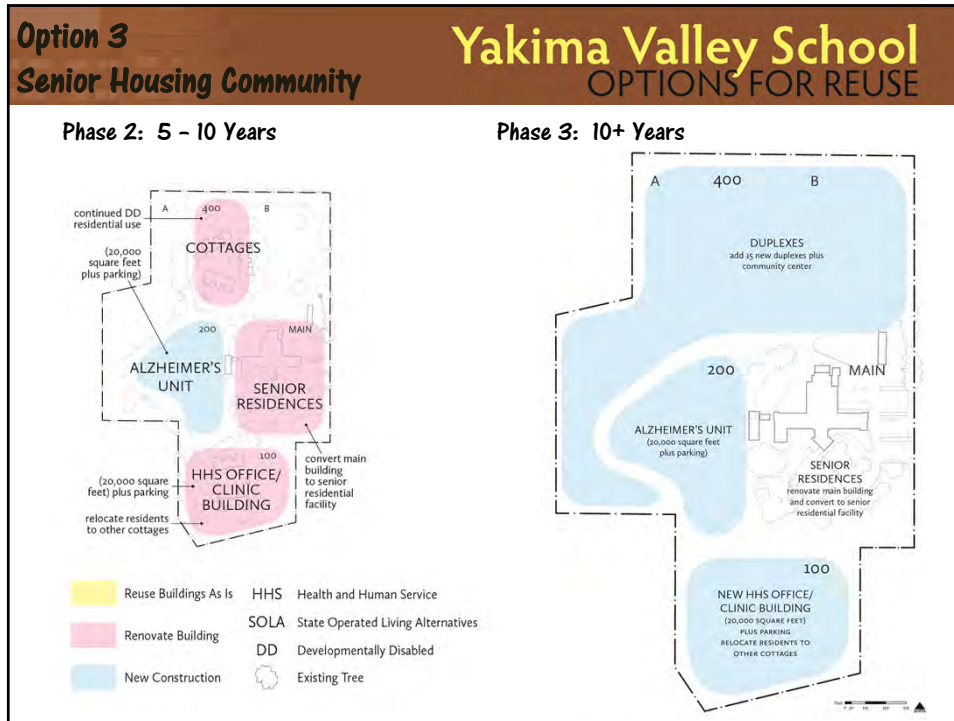 Option 3
Senior Housing Community
Yakima Valley School
OPTIONS FOR REUSE
Phase 2: 5 – 10 Years
continued DD
residential use
A 400 B
COTTAGES
(20,000
square feet
plus parking)
200
MAIN
ALZHEIMER'S
UNIT
SENIOR
RESIDENCES
convert main
building
to senior
residential
facility
100
HHS OFFICE/
CLINIC
BUILDING
(20,000 square
feet) plus parking
relocate residents
to other cottages
Reuse Buildings As Is
Renovate Building
New Construction
HHS Health and Human Service
SOLA State Operated Living Alternatives
DD Developmentally Disabled
Existing Tree
Phase 3: 10+ Years
A 400 B
DUPLEXES
add 15 new duplexes plus
community center
200
MAIN
ALZHEIMER'S UNIT
(20,000 square feet
plus parking)
SENIOR
RESIDENCES
renovate main building
and convert to senior
residential facility
100
NEW HHS OFFICE/
CLINIC BUILDING
(20,000 SQUARE FEET)
PLUS PARKING
RELOCATE RESIDENTS TO
OTHER COTTAGES